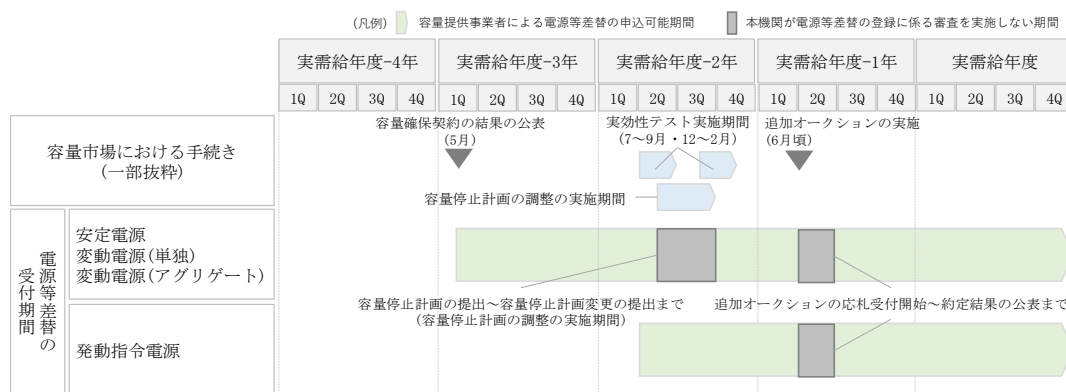 (凡例) 容量提供事業者による電源等差替の申込可能期間 本機関が電源等差替の登録に係る審査を実施しない期間
実需給年度-4年 実需給年度-3年 実需給年度-2年 実需給年度-1年 実需給年度
1Q 2Q 3Q 4Q 1Q 2Q 3Q 4Q 1Q 2Q 3Q 4Q 1Q 2Q 3Q 4Q 1Q 2Q 3Q 4Q
容量市場における手続き
(一部抜粋)
容量確保契約の結果の公表
(5月)
実効性テスト実施期間
(7~9月・12~2月)
追加オークションの実施
(6月頃)
容量停止計画の調整の実施期間
電源等差替の
受付期間
安定電源
変動電源(単独)
変動電源(アグリゲート)
容量停止計画の提出~容量停止計画変更の提出まで
(容量停止計画の調整の実施期間)
追加オークションの応札受付開始~約定結果の公表まで
発動指令電源